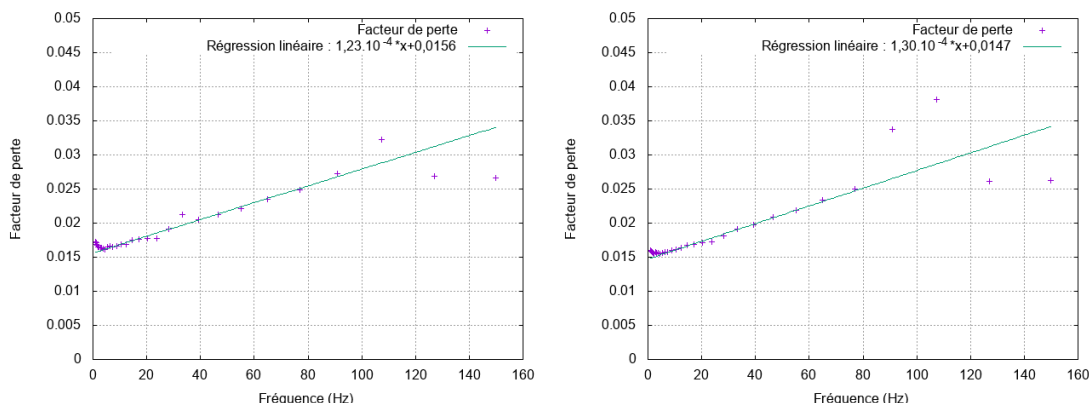 0.05
0.045
0.04
0.035
0.03
0.025
0.02
0.015
0.01
0.005
0
Facteur de perte
Facteur de perte
Régression linéaire : 1,23.10-4*x+0,0156
0 20 40 60 80 100 120 140 160
Fréquence (Hz)
0.05
0.045
0.04
0.035
0.03
0.025
0.02
0.015
0.01
0.005
0
Facteur de perte
Facteur de perte
Régression linéaire : 1,30.10-4*x+0,0147
0 20 40 60 80 100 120 140 160
Fréquence (Hz)